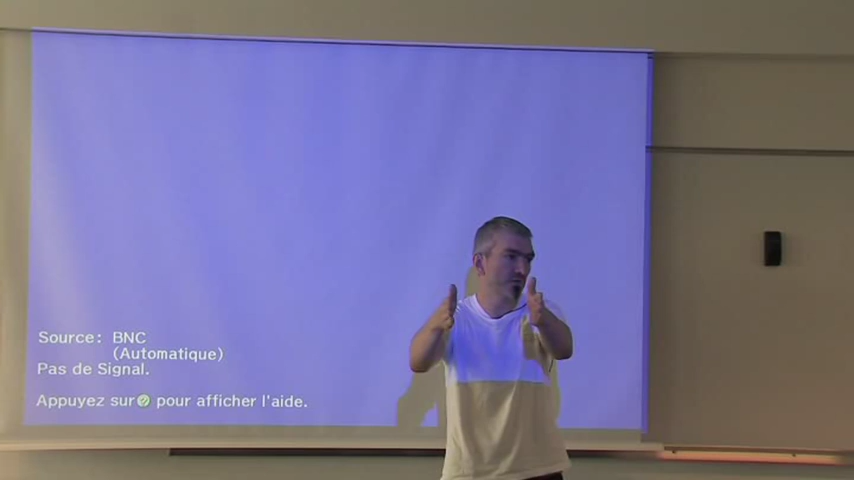 Source: BNC
(Automatique)
Pas de Signal.
Appuyez sur pour afficher l'aide.